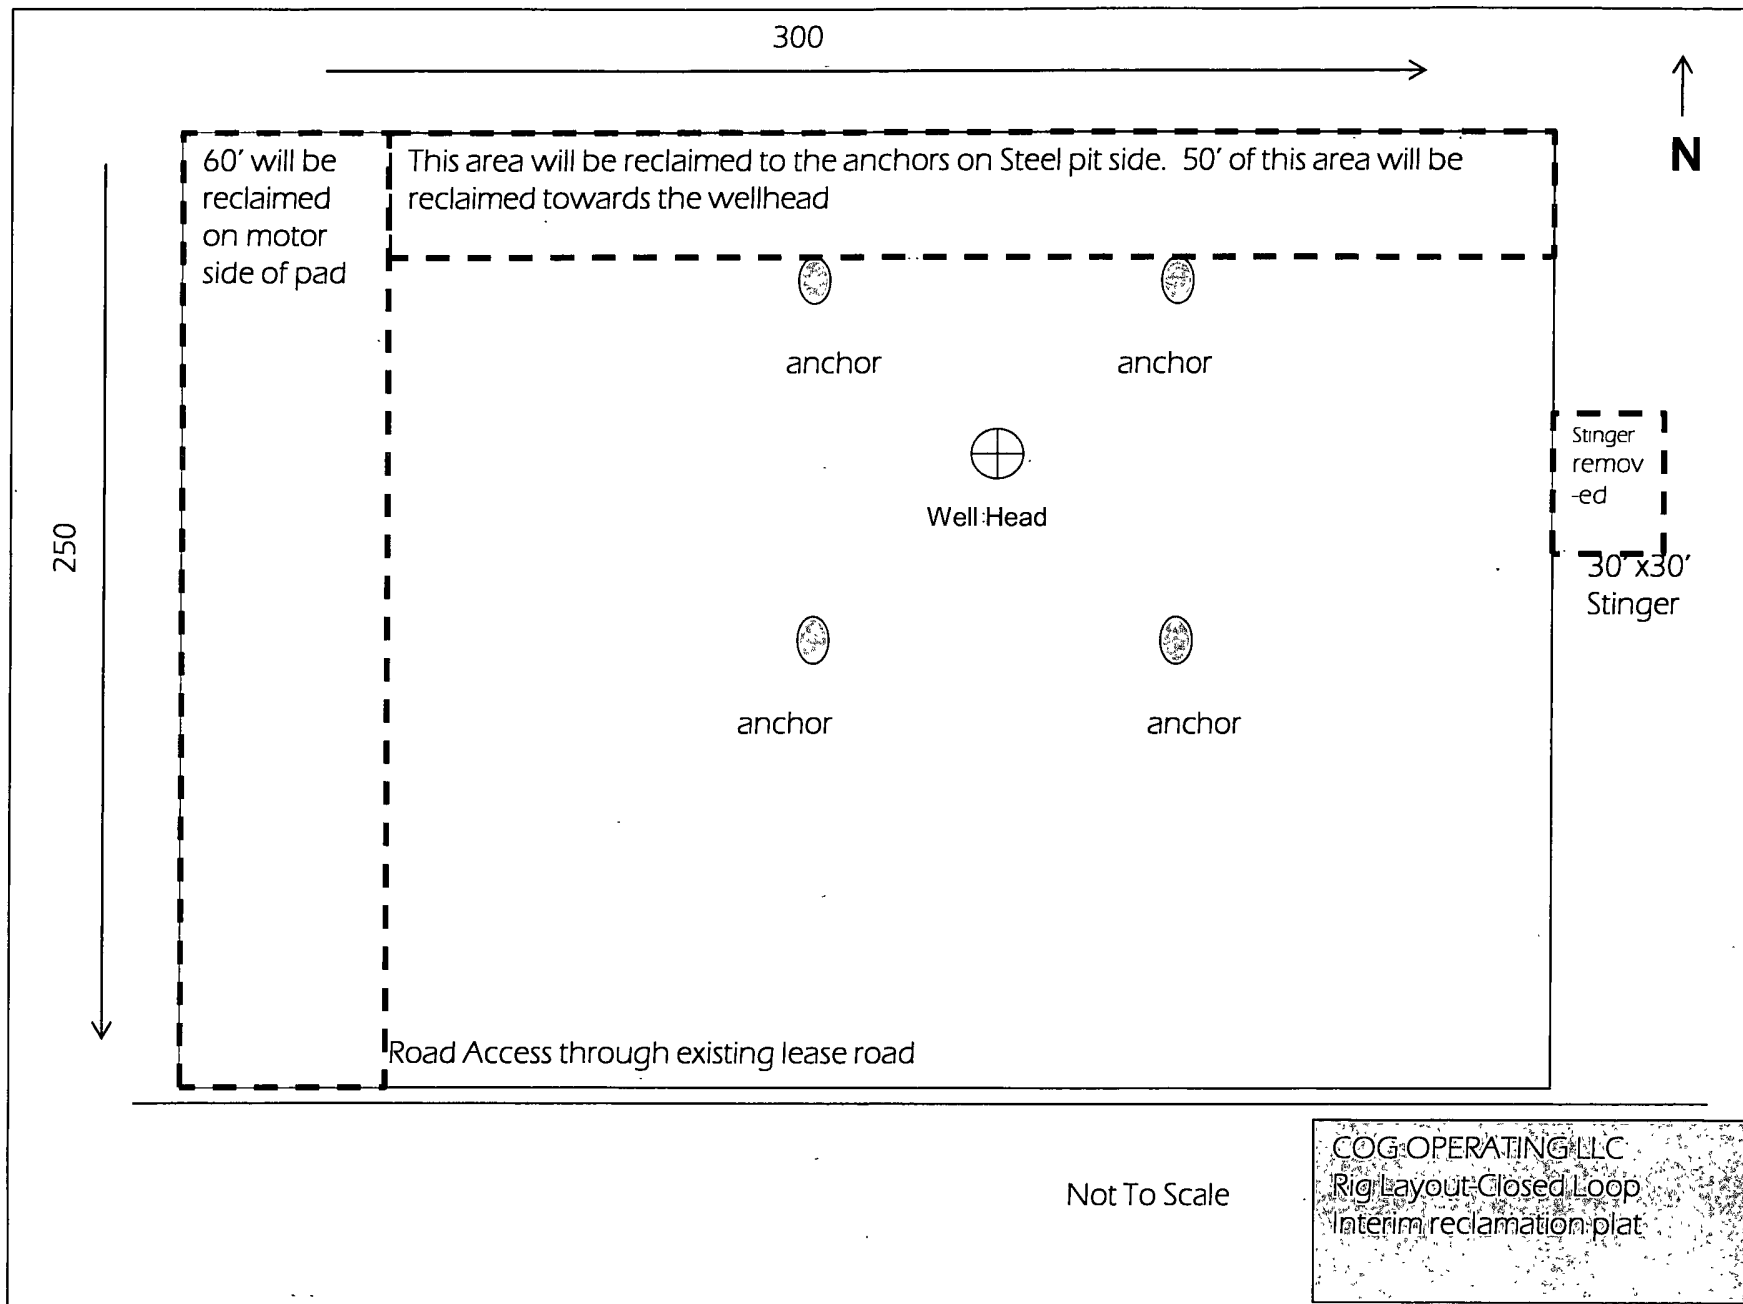 300
N
60' will be
reclaimed
on motor
side of pad
This area will be reclaimed to the anchors on Steel pit side. 50' of this area will be
reclaimed towards the wellhead
anchor
anchor
Stinger
remov
-ed
Well Head
250
30' x30'
Stinger
anchor
anchor
Road Access through existing lease road
Not To Scale
COG OPERATING LLC
Rig Layout-Closed Loop
Interim reclamation plat